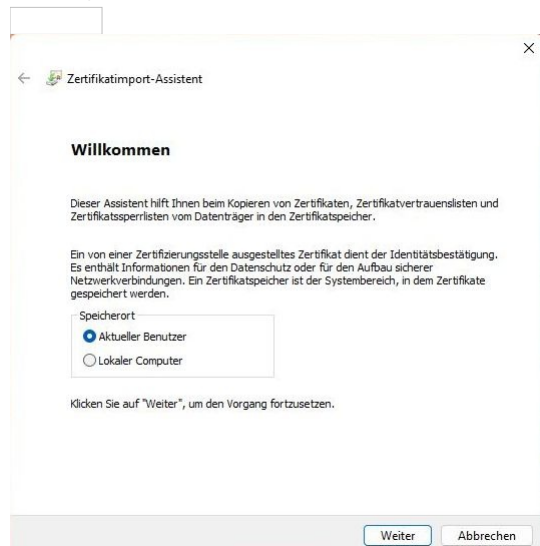 Zertifikatimport-Assistent
Willkommen
Dieser Assistent hilft Ihnen beim Kopieren von Zertifikaten, Zertifikatvertrauenslisten und
Zertifikatssperrlisten vom Datenträger in den Zertifikatspeicher.
Ein von einer Zertifizierungsstelle ausgestelltes Zertifikat dient der Identitätsbestätigung.
Es enthält Informationen für den Datenschutz oder für den Aufbau sicherer
Netzwerkverbindungen. Ein Zertifikatspeicher ist der Systembereich, in dem Zertifikate
gespeichert werden.
Speicherort
Aktueller Benutzer
Lokaler Computer
Klicken Sie auf "Weiter", um den Vorgang fortzusetzen.
Weiter Abbrechen